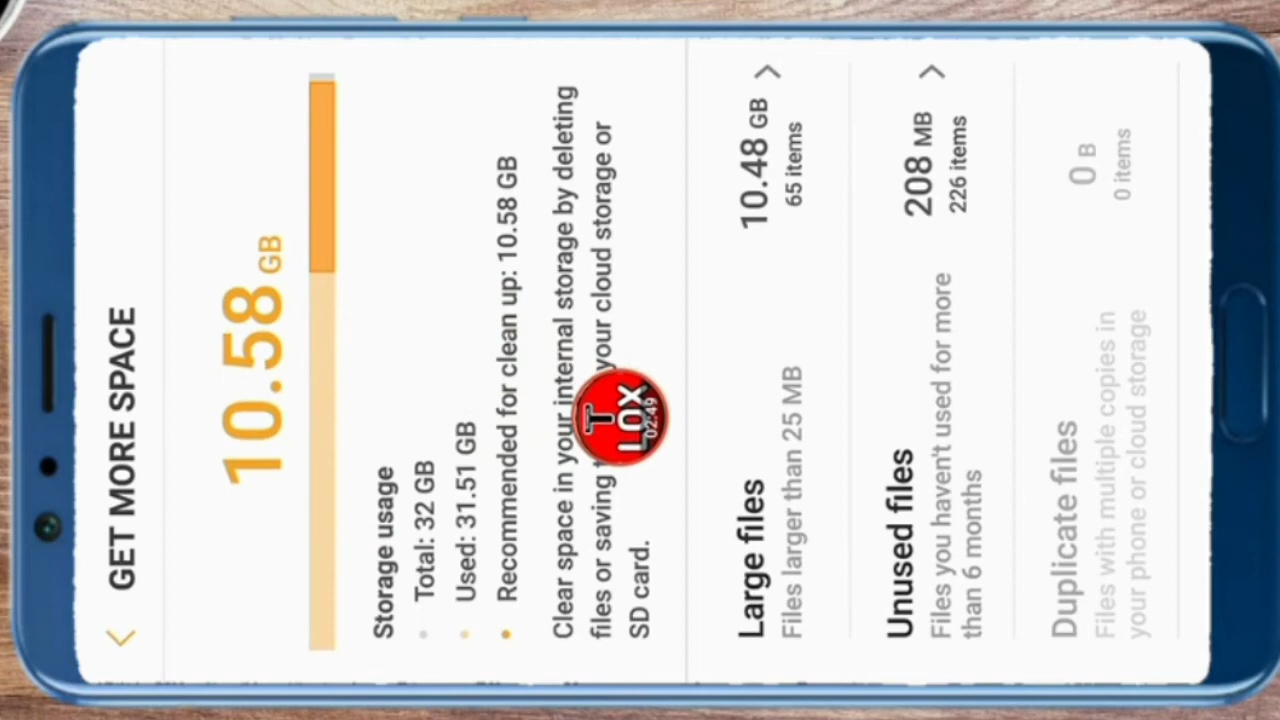 GET MORE SPACE
10.58 GB
Storage usage
Total: 32 GB
Used: 31.51 GB
Recommended for clean up: 10.58 GB
Clear space in your internal storage by deleting
files or saving your cloud storage or
SD card.
T
LOX
02:49
Large files
Files larger than 25 MB
10.48 GB
65 items
Unused files
Files you haven't used for more
than 6 months
208 MB
226 items
Duplicate files
Files with multiple copies in
your phone or cloud storage
0 B
0 items